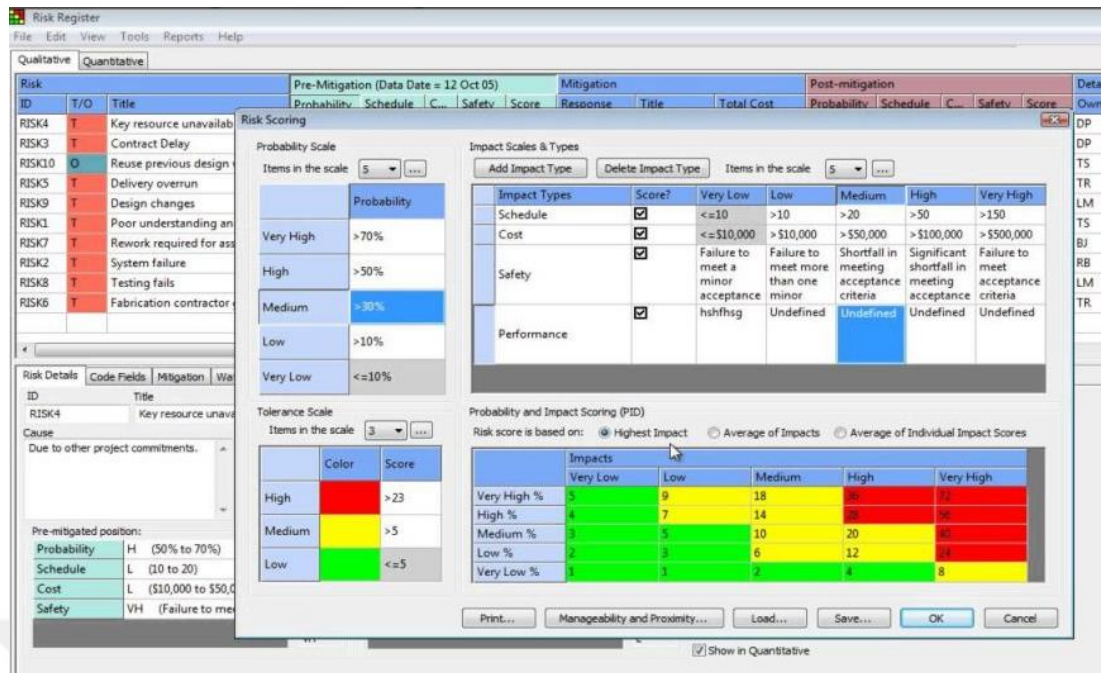 Risk Register
File Edit View Tools Reports Help
Qualitative Quantitative
Risk Pre-Mitigation (Data Date = 12 Oct 05) Mitigation Post-mitigation
ID T/O Title Probability Schedule C... Safety Score Response Title Total Cost Probability Schedule C... Safety Score
RISK4 T Key resource unavailab DP
RISK3 T Contract Delay DP
RISK10 O Reuse previous design TS
RISK5 T Delivery overrun TR
RISK9 T Design changes LM
RISK1 T Poor understanding an TS
RISK7 T Rework required for ass BJ
RISK2 T System failure RB
RISK8 T Testing fails LM
RISK6 T Fabrication contractor TR
Risk Details Code Fields Mitigation
ID Title
RISK4 Key resource unava
Cause
Due to other project commitments.
Pre-mitigated position:
Probability H (50% to 70%)
Schedule L (10 to 20)
Cost L ($10,000 to $50,0
Safety VH (Failure to me
Risk Scoring
Probability Scale
Items in the scale 5 ...
Probability
Very High >70%
High >50%
Medium >30%
Low >10%
Very Low <=10%
Tolerance Scale
Items in the scale 3 ...
Color Score
High >23
Medium >5
Low <=5
Impact Scales & Types
Add Impact Type Delete Impact Type Items in the scale 5 ...
Impact Types Score? Very Low Low Medium High Very High
Schedule <=10 >10 >20 >50 >150
Cost <=$10,000 >$10,000 >$50,000 >$100,000 >$500,000
Safety
Failure to meet a minor acceptance
Failure to meet more than one minor
Shortfall in meeting acceptance criteria
Significant shortfall in meeting acceptance
Failure to meet acceptance criteria
Performance hshfhsg Undefined Undefined Undefined Undefined
Probability and Impact Scoring (PID)
Risk score is based on: Highest Impact Average of Impacts Average of Individual Impact Scores
Impacts
Very Low Low Medium High Very High
Very High % 5 9 18 36 72
High % 4 7 14 28 56
Medium % 3 5 10 20 40
Low % 2 3 6 12 24
Very Low % 1 1 2 4 8
Print... Manageability and Proximity... Load... Save... OK Cancel
Show in Quantitative